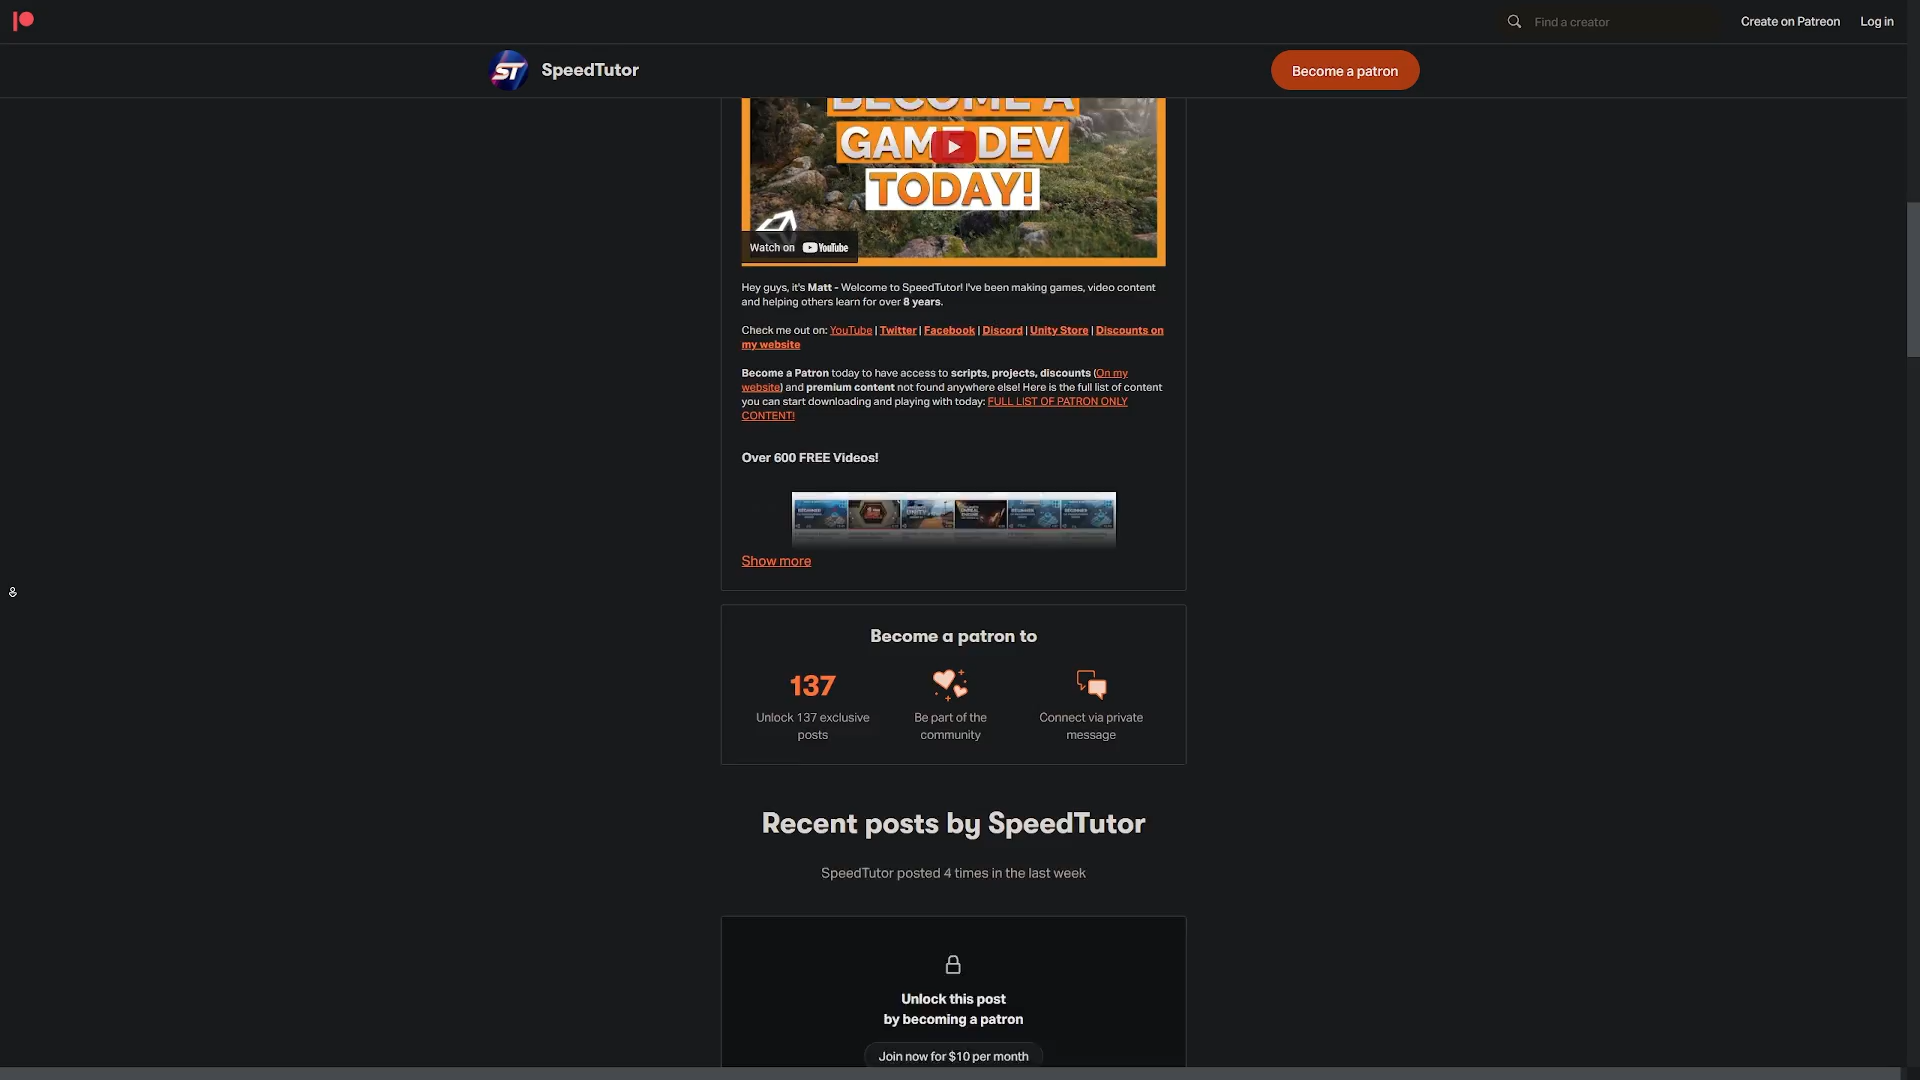 Find a creator
Create on Patreon
Log in
ST
SpeedTutor
Become a patron
BECOME A
GAME DEV
TODAY!
Watch on YouTube
Hey guys, it's Matt - Welcome to SpeedTutor! I've been making games, video content
and helping others learn for over 8 years.
Check me out on: YouTube | Twitter | Facebook | Discord | Unity Store | Discounts on
my website
Become a Patron today to have access to scripts, projects, discounts (On my
website) and premium content not found anywhere else! Here is the full list of content
you can start downloading and playing with today: FULL LIST OF PATRON ONLY
CONTENT!
Over 600 FREE Videos!
Show more
Become a patron to
137
Unlock 137 exclusive
posts
Be part of the
community
Connect via private
message
Recent posts by SpeedTutor
SpeedTutor posted 4 times in the last week
Unlock this post
by becoming a patron
Join now for $10 per month